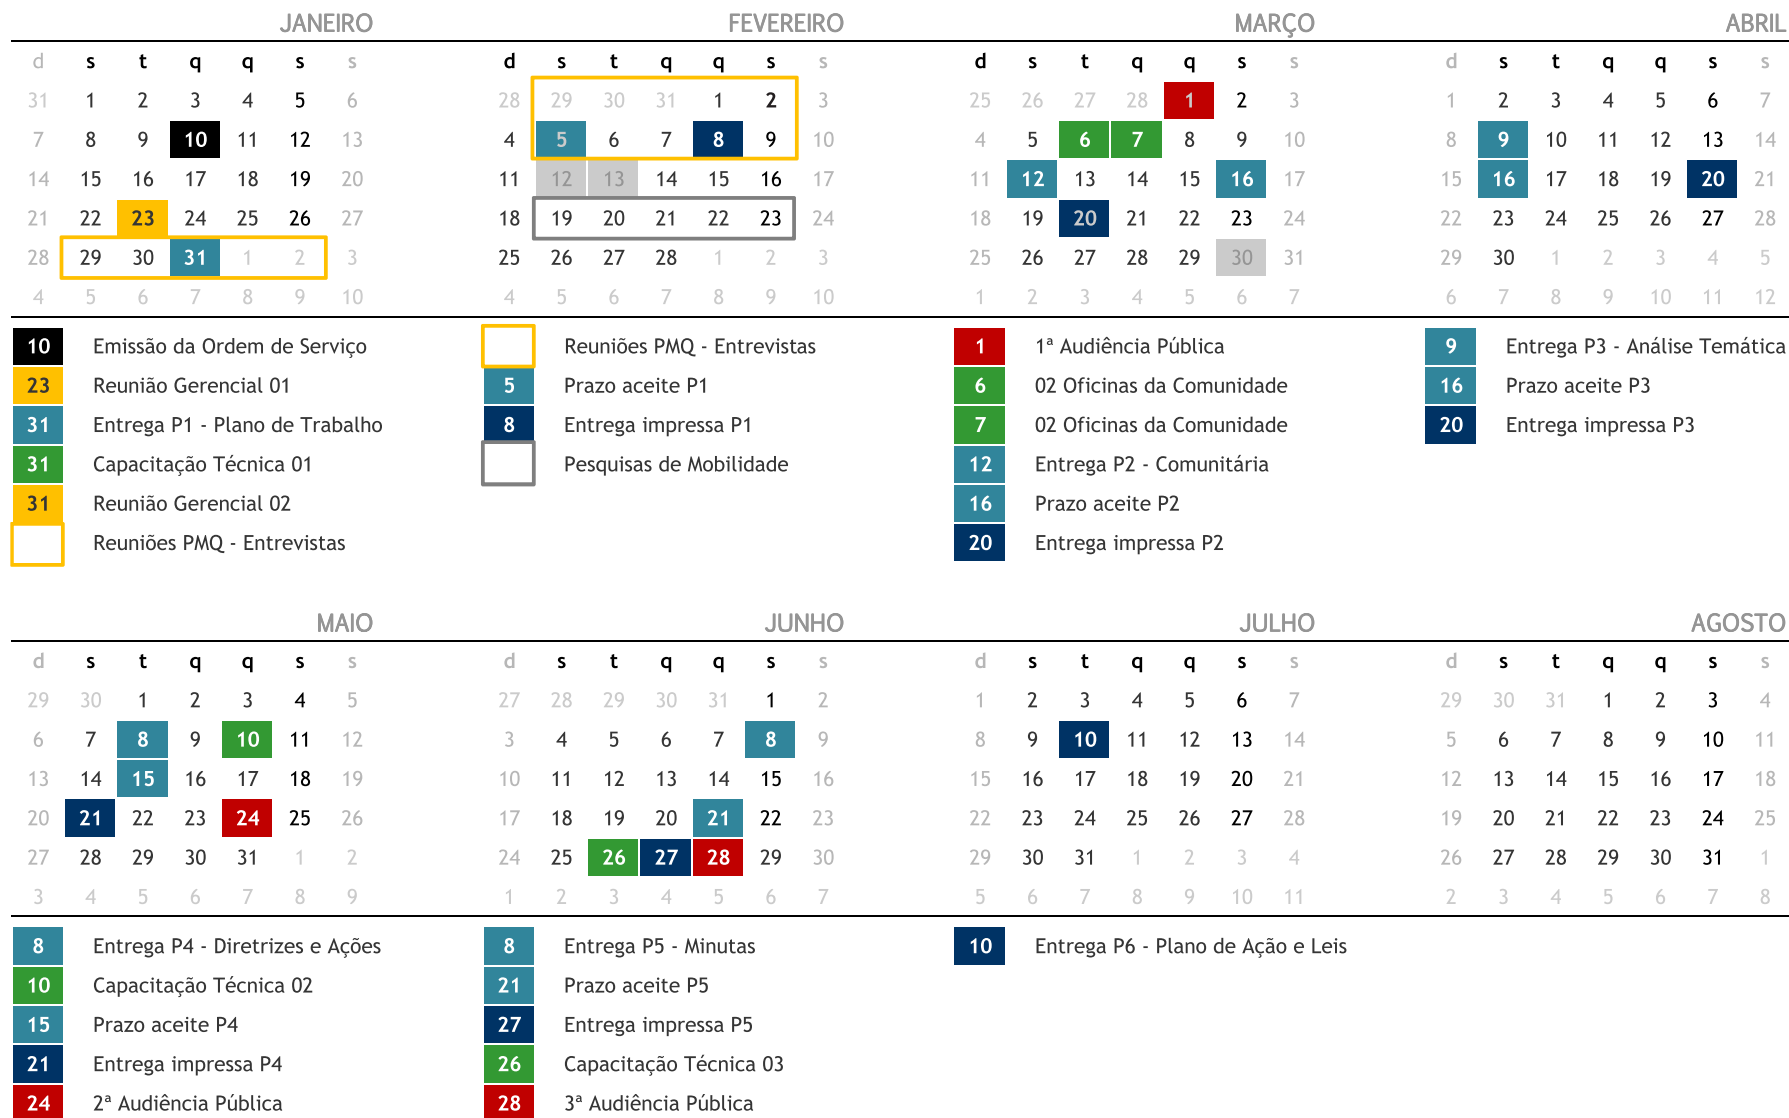 JANEIRO FEVEREIRO MARÇO ABRIL
d s t q q s s d s t q q s s d s t q q s s d s t q q s s
31 1 2 3 4 5 6 28 29 30 31 1 2 3 25 26 27 28 1 2 3 1 2 3 4 5 6 7
7 8 9 10 11 12 13 4 5 6 7 8 9 10 4 5 6 7 8 9 10 8 9 10 11 12 13 14
14 15 16 17 18 19 20 11 12 13 14 15 16 17 11 12 13 14 15 16 17 15 16 17 18 19 20 21
21 22 23 24 25 26 27 18 19 20 21 22 23 24 18 19 20 21 22 23 24 22 23 24 25 26 27 28
28 29 30 31 1 2 3 25 26 27 28 1 2 3 25 26 27 28 29 30 31 29 30 1 2 3 4 5
4 5 6 7 8 9 10 4 5 6 7 8 9 10 1 2 3 4 5 6 7 6 7 8 9 10 11 12
10 Emissão da Ordem de Serviço Reuniões PMQ - Entrevistas 1 1ª Audiência Pública 9 Entrega P3 - Análise Temática
23 Reunião Gerencial 01 5 Prazo aceite P1 6 02 Oficinas da Comunidade 16 Prazo aceite P3
31 Entrega P1 - Plano de Trabalho 8 Entrega impressa P1 7 02 Oficinas da Comunidade 20 Entrega impressa P3
31 Capacitação Técnica 01 Pesquisas de Mobilidade 12 Entrega P2 - Comunitária
31 Reunião Gerencial 02 16 Prazo aceite P2
Reuniões PMQ - Entrevistas 20 Entrega impressa P2
MAIO JUNHO JULHO AGOSTO
d s t q q s s d s t q q s s d s t q q s s d s t q q s s
29 30 1 2 3 4 5 27 28 29 30 31 1 2 1 2 3 4 5 6 7 29 30 31 1 2 3 4
6 7 8 9 10 11 12 3 4 5 6 7 8 9 8 9 10 11 12 13 14 5 6 7 8 9 10 11
13 14 15 16 17 18 19 10 11 12 13 14 15 16 15 16 17 18 19 20 21 12 13 14 15 16 17 18
20 21 22 23 24 25 26 17 18 19 20 21 22 23 22 23 24 25 26 27 28 19 20 21 22 23 24 25
27 28 29 30 31 1 2 24 25 26 27 28 29 30 29 30 31 1 2 3 4 26 27 28 29 30 31 1
3 4 5 6 7 8 9 1 2 3 4 5 6 7 5 6 7 8 9 10 11 2 3 4 5 6 7 8
8 Entrega P4 - Diretrizes e Ações 8 Entrega P5 - Minutas 10 Entrega P6 - Plano de Ação e Leis
10 Capacitação Técnica 02 21 Prazo aceite P5
15 Prazo aceite P4 27 Entrega impressa P5
21 Entrega impressa P4 26 Capacitação Técnica 03
24 2ª Audiência Pública 28 3ª Audiência Pública